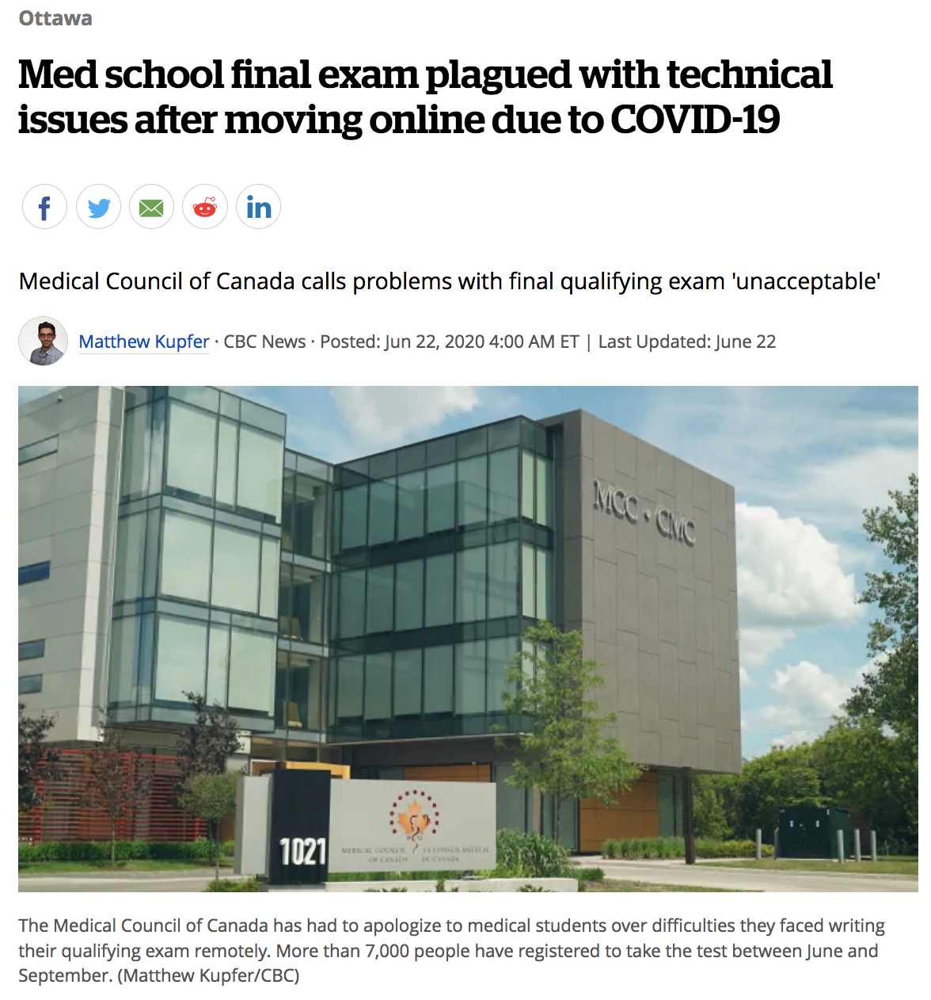 Ottawa
Med school final exam plagued with technical
issues after moving online due to COVID-19
f
in
Medical Council of Canada calls problems with final qualifying exam 'unacceptable'
Matthew Kupfer · CBC News · Posted: Jun 22, 2020 4:00 AM ET | Last Updated: June 22
MCC • CMC
1021
MEDICAL COUNCIL
OF CANADA
LE CONSEIL MÉDICAL
DU CANADA
The Medical Council of Canada has had to apologize to medical students over difficulties they faced writing
their qualifying exam remotely. More than 7,000 people have registered to take the test between June and
September. (Matthew Kupfer/CBC)